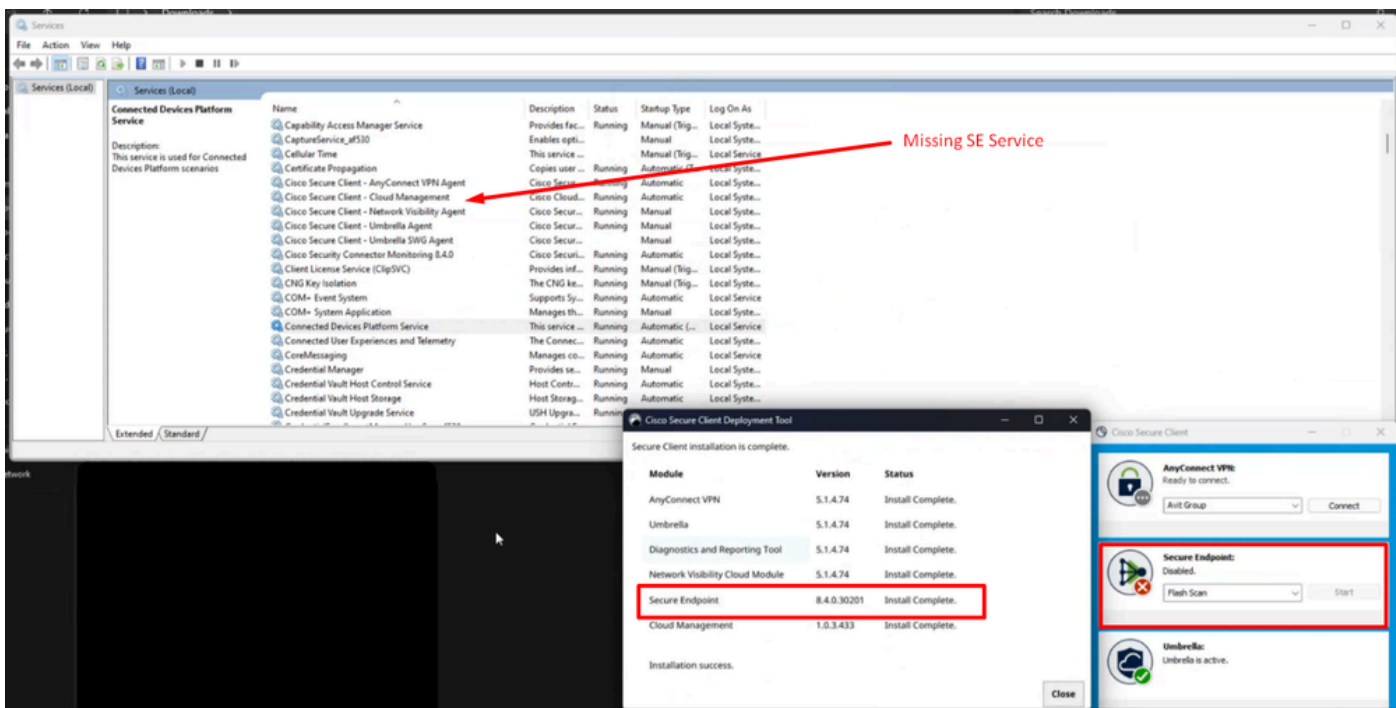 Downloads
Search Downloads
Services
File Action View Help
Services (Local)
Services (Local)
Connected Devices Platform
Service
Description:
This service is used for Connected
Devices Platform scenarios
Name Description Status Startup Type Log On As
Capability Access Manager Service Provides fac... Running Manual (Trig... Local Syste...
CaptureService_af530 Enables opti... Manual Local Syste...
Cellular Time This service ... Manual (Trig... Local Service
Certificate Propagation Copies user ... Running Automatic (T... Local Syste...
Cisco Secure Client - AnyConnect VPN Agent Cisco Secur... Running Automatic Local Syste...
Cisco Secure Client - Cloud Management Cisco Cloud... Running Automatic Local Syste...
Cisco Secure Client - Network Visibility Agent Cisco Secur... Running Manual Local Syste...
Cisco Secure Client - Umbrella Agent Cisco Secur... Running Manual Local Syste...
Cisco Secure Client - Umbrella SWG Agent Cisco Secur... Manual Local Syste...
Cisco Security Connector Monitoring 8.4.0 Cisco Securi... Running Automatic Local Syste...
Client License Service (ClipSVC) Provides inf... Running Manual (Trig... Local Syste...
CNG Key Isolation The CNG ke... Running Manual (Trig... Local Syste...
COM+ Event System Supports Sy... Running Automatic Local Service
COM+ System Application Manages th... Running Manual Local Syste...
Connected Devices Platform Service This service ... Running Automatic (... Local Service
Connected User Experiences and Telemetry The Connec... Running Automatic Local Syste...
CoreMessaging Manages co... Running Automatic Local Service
Credential Manager Provides se... Running Manual Local Syste...
Credential Vault Host Control Service Host Contr... Running Automatic Local Syste...
Credential Vault Host Storage Host Storag... Running Automatic Local Syste...
Credential Vault Upgrade Service USH Upgra... Running
Extended Standard
Missing SE Service
etwork
Cisco Secure Client Deployment Tool
Secure Client installation is complete.
Module Version Status
AnyConnect VPN 5.1.4.74 Install Complete.
Umbrella 5.1.4.74 Install Complete.
Diagnostics and Reporting Tool 5.1.4.74 Install Complete.
Network Visibility Cloud Module 5.1.4.74 Install Complete.
Secure Endpoint 8.4.0.30201 Install Complete.
Cloud Management 1.0.3.433 Install Complete.
Installation success.
Close
Cisco Secure Client
AnyConnect VPN:
Ready to connect.
Avit Group Connect
Secure Endpoint:
Disabled.
Flash Scan Start
Umbrella:
Umbrella is active.